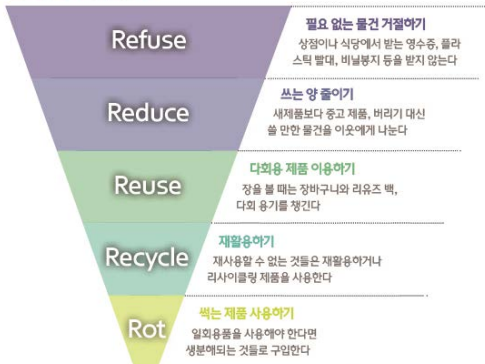 Refuse
필요 없는 물건 거절하기
상점이나 식당에서 받는 영수증, 플라
스틱 빨대, 비닐봉지 등을 받지 않는다
Reduce
쓰는 양 줄이기
새제품보다 중고 제품, 버리기 대신
쓸 만한 물건을 이웃에게 나눈다
Reuse
다회용 제품 이용하기
장을 볼 때는 장바구니와 리유즈 백,
다회 용기를 챙긴다
Recycle
재활용하기
재사용할 수 없는 것들은 재활용하거나
리사이클링 제품을 사용한다
Rot
썩는 제품 사용하기
일회용품을 사용해야 한다면
생분해되는 것들로 구입한다